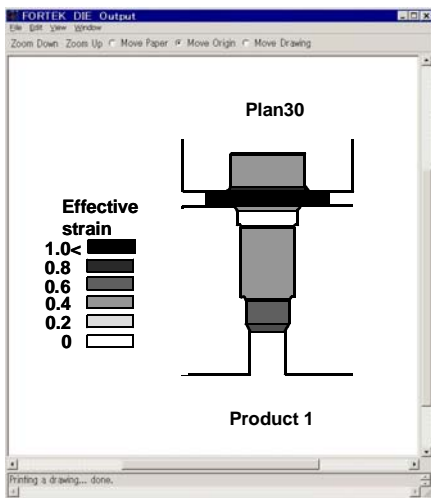 FORTEK DIE Output
File Edit View Window
Zoom Down Zoom Up Move Paper Move Origin Move Drawing
Plan30
Effective
strain
1.0<
0.8
0.6
0.4
0.2
0
Product 1
Printing a drawing... done.